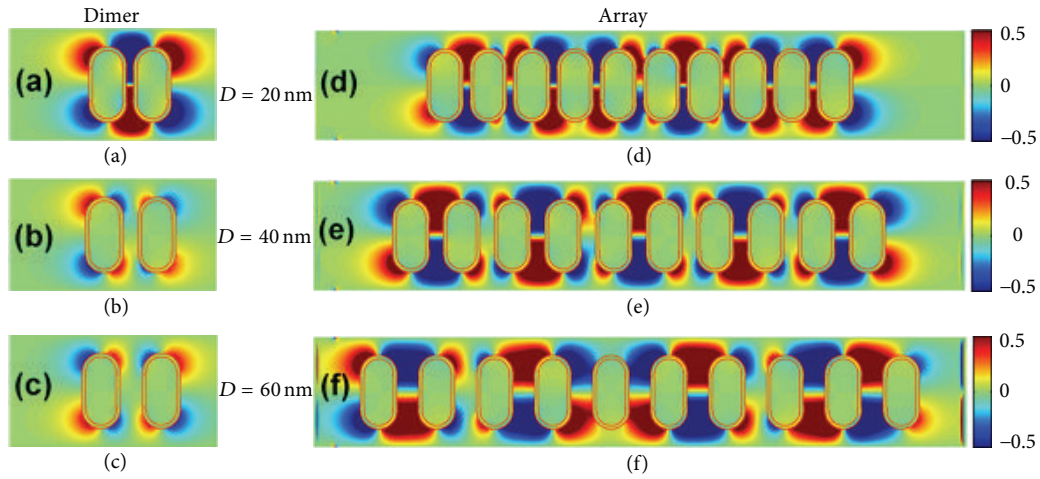 Dimer
Array
(a)
D = 20 nm
(d)
0.5
0
−0.5
(a)
(d)
(b)
D = 40 nm
(e)
0.5
0
−0.5
(b)
(e)
(c)
D = 60 nm
(f)
0.5
0
−0.5
(c)
(f)